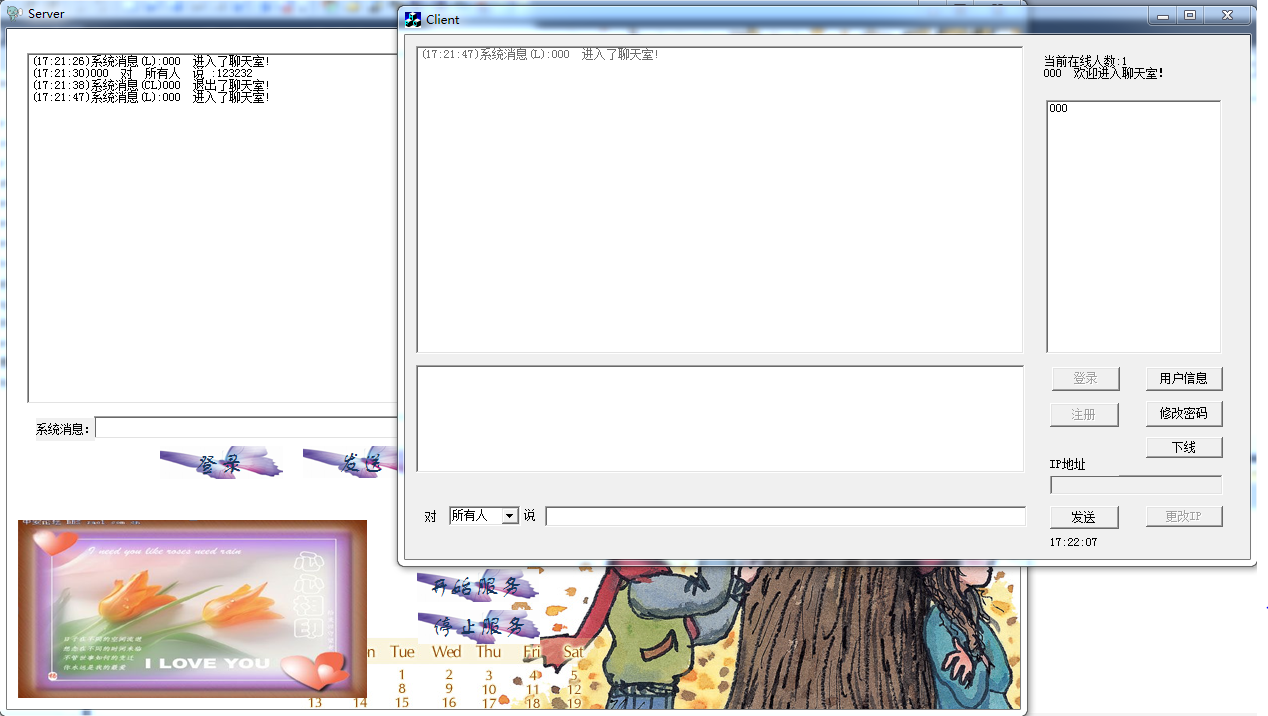 Server
Client
(17:21:26)系统消息(L):000 进入了聊天室!
(17:21:30)000 对 所有人 说 :123232
(17:21:38)系统消息(CL)000 退出了聊天室!
(17:21:47)系统消息(L):000 进入了聊天室!
系统消息:
登录
发送
(17:21:47)系统消息(L):000 进入了聊天室!
当前在线人数:1
000 欢迎进入聊天室!
000
登录
用户信息
注册
修改密码
下线
IP地址
对
所有人
说
发送
更改IP
17:22:07
I need you like roses need rain
I LOVE YOU
开始服务
停止服务
n Tue Wed Thu Fri Sat
1 2 3 4 5
8 9 10 11 12
13 14 15 16 17 18 19